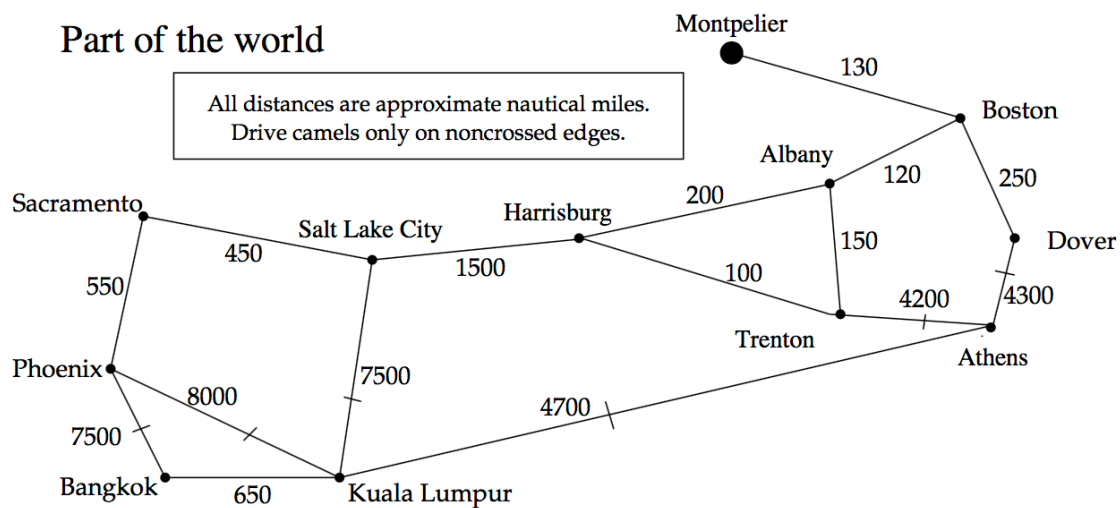 Part of the world
All distances are approximate nautical miles.
Drive camels only on noncrossed edges.
Montpelier
130
Boston
Albany
120
250
200
Sacramento
Salt Lake City
Harrisburg
150
Dover
450
1500
550
100
4200
4300
Trenton
Athens
Phoenix
8000
7500
4700
7500
Bangkok
650
Kuala Lumpur